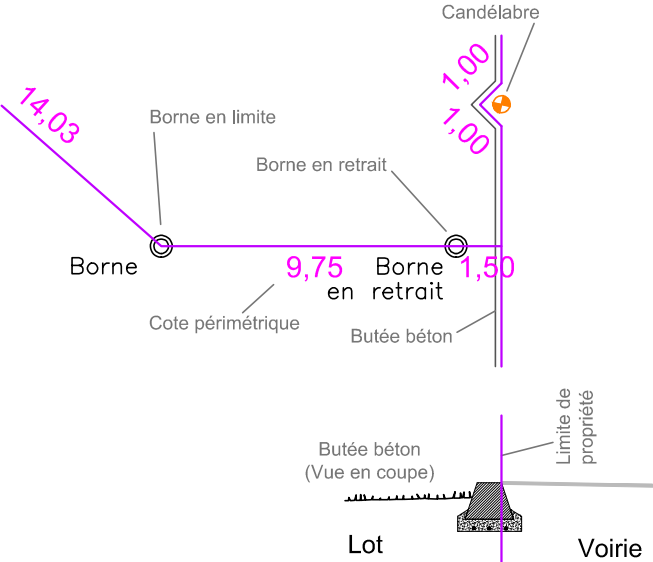 Candélabre
1,00
14,03
1,00
Borne en limite
Borne en retrait
Borne
9,75
Borne
en retrait
1,50
Cote périmétrique
Butée béton
Limite de
propriété
Butée béton
(Vue en coupe)
Lot
Voirie